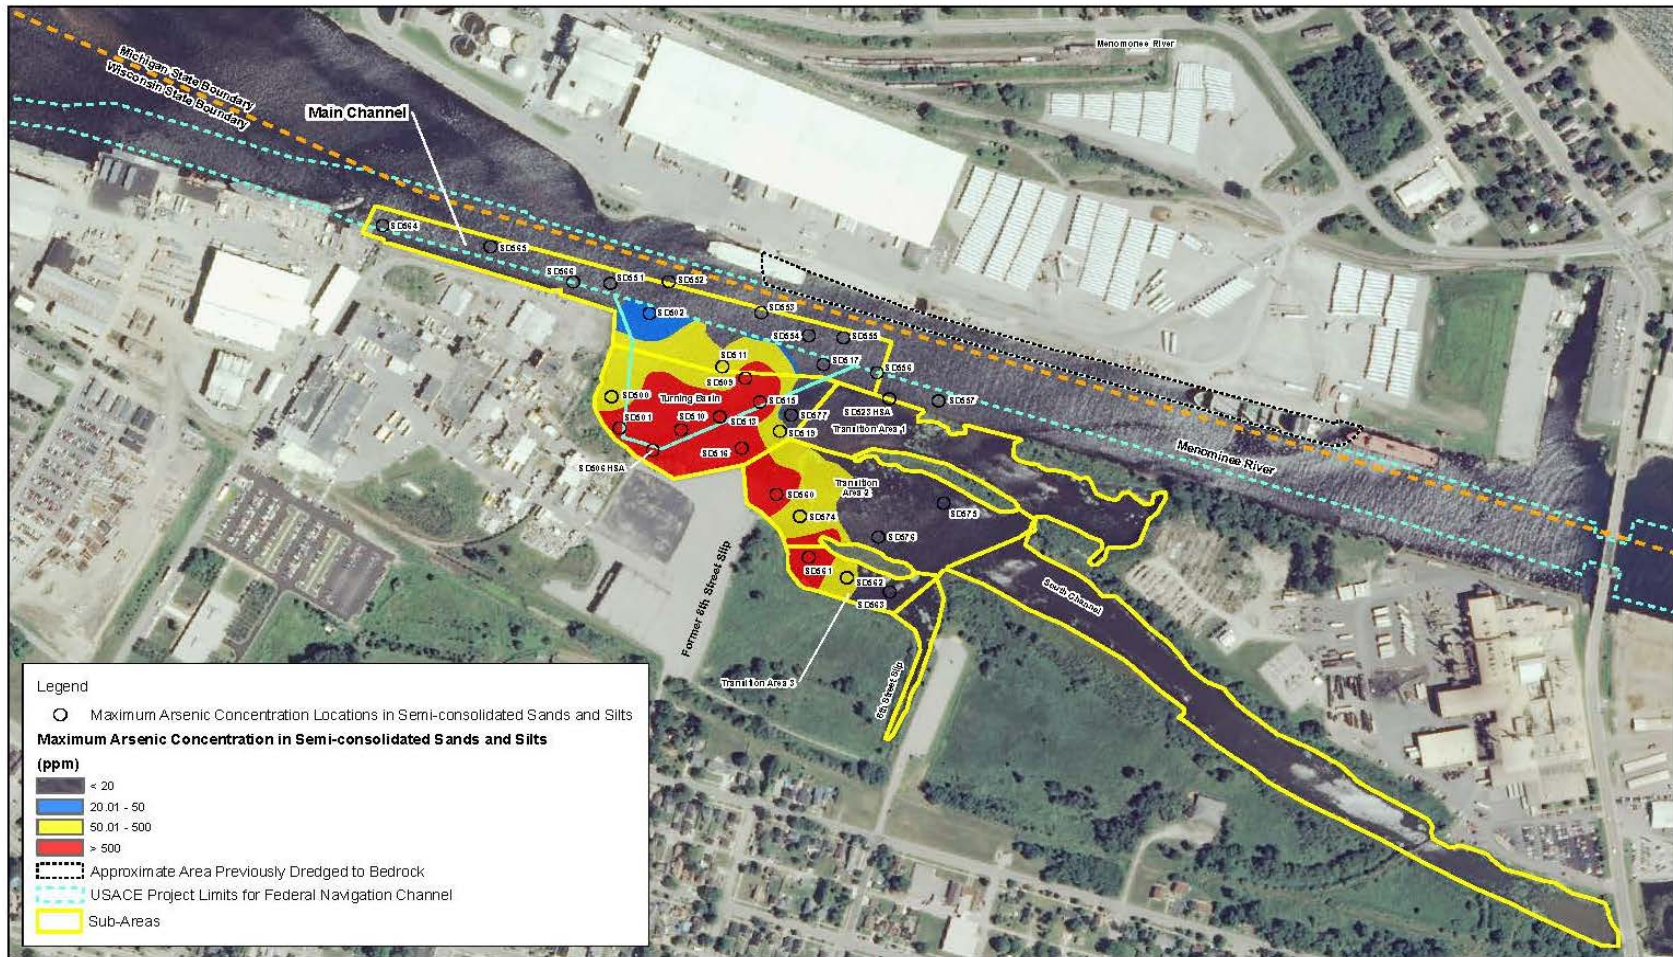 Menomonee River
Michigan State Boundary
Wisconsin State Boundary
Main Channel
SD564
SD565
SD566
SD551
SD552
SD502
SD553
SD554
SD555
SD511
SD517
SD556
SD509
SD500
Turning Basin
SD515
SD523 HSA
SD557
SD501
SD510
SD513
SD577
Transition Area 1
SD519
SD516
SD506 HSA
Menominee River
Transition
Area 2
SD560
SD575
SD574
SD576
SD561
SD562
SD563
South Channel
Former 8th Street Slip
Transition Area 3
6th Street Slip
Legend
Maximum Arsenic Concentration Locations in Semi-consolidated Sands and Silts
Maximum Arsenic Concentration in Semi-consolidated Sands and Silts
(ppm)
< 20
20.01 - 50
50.01 - 500
> 500
Approximate Area Previously Dredged to Bedrock
USACE Project Limits for Federal Navigation Channel
Sub-Areas